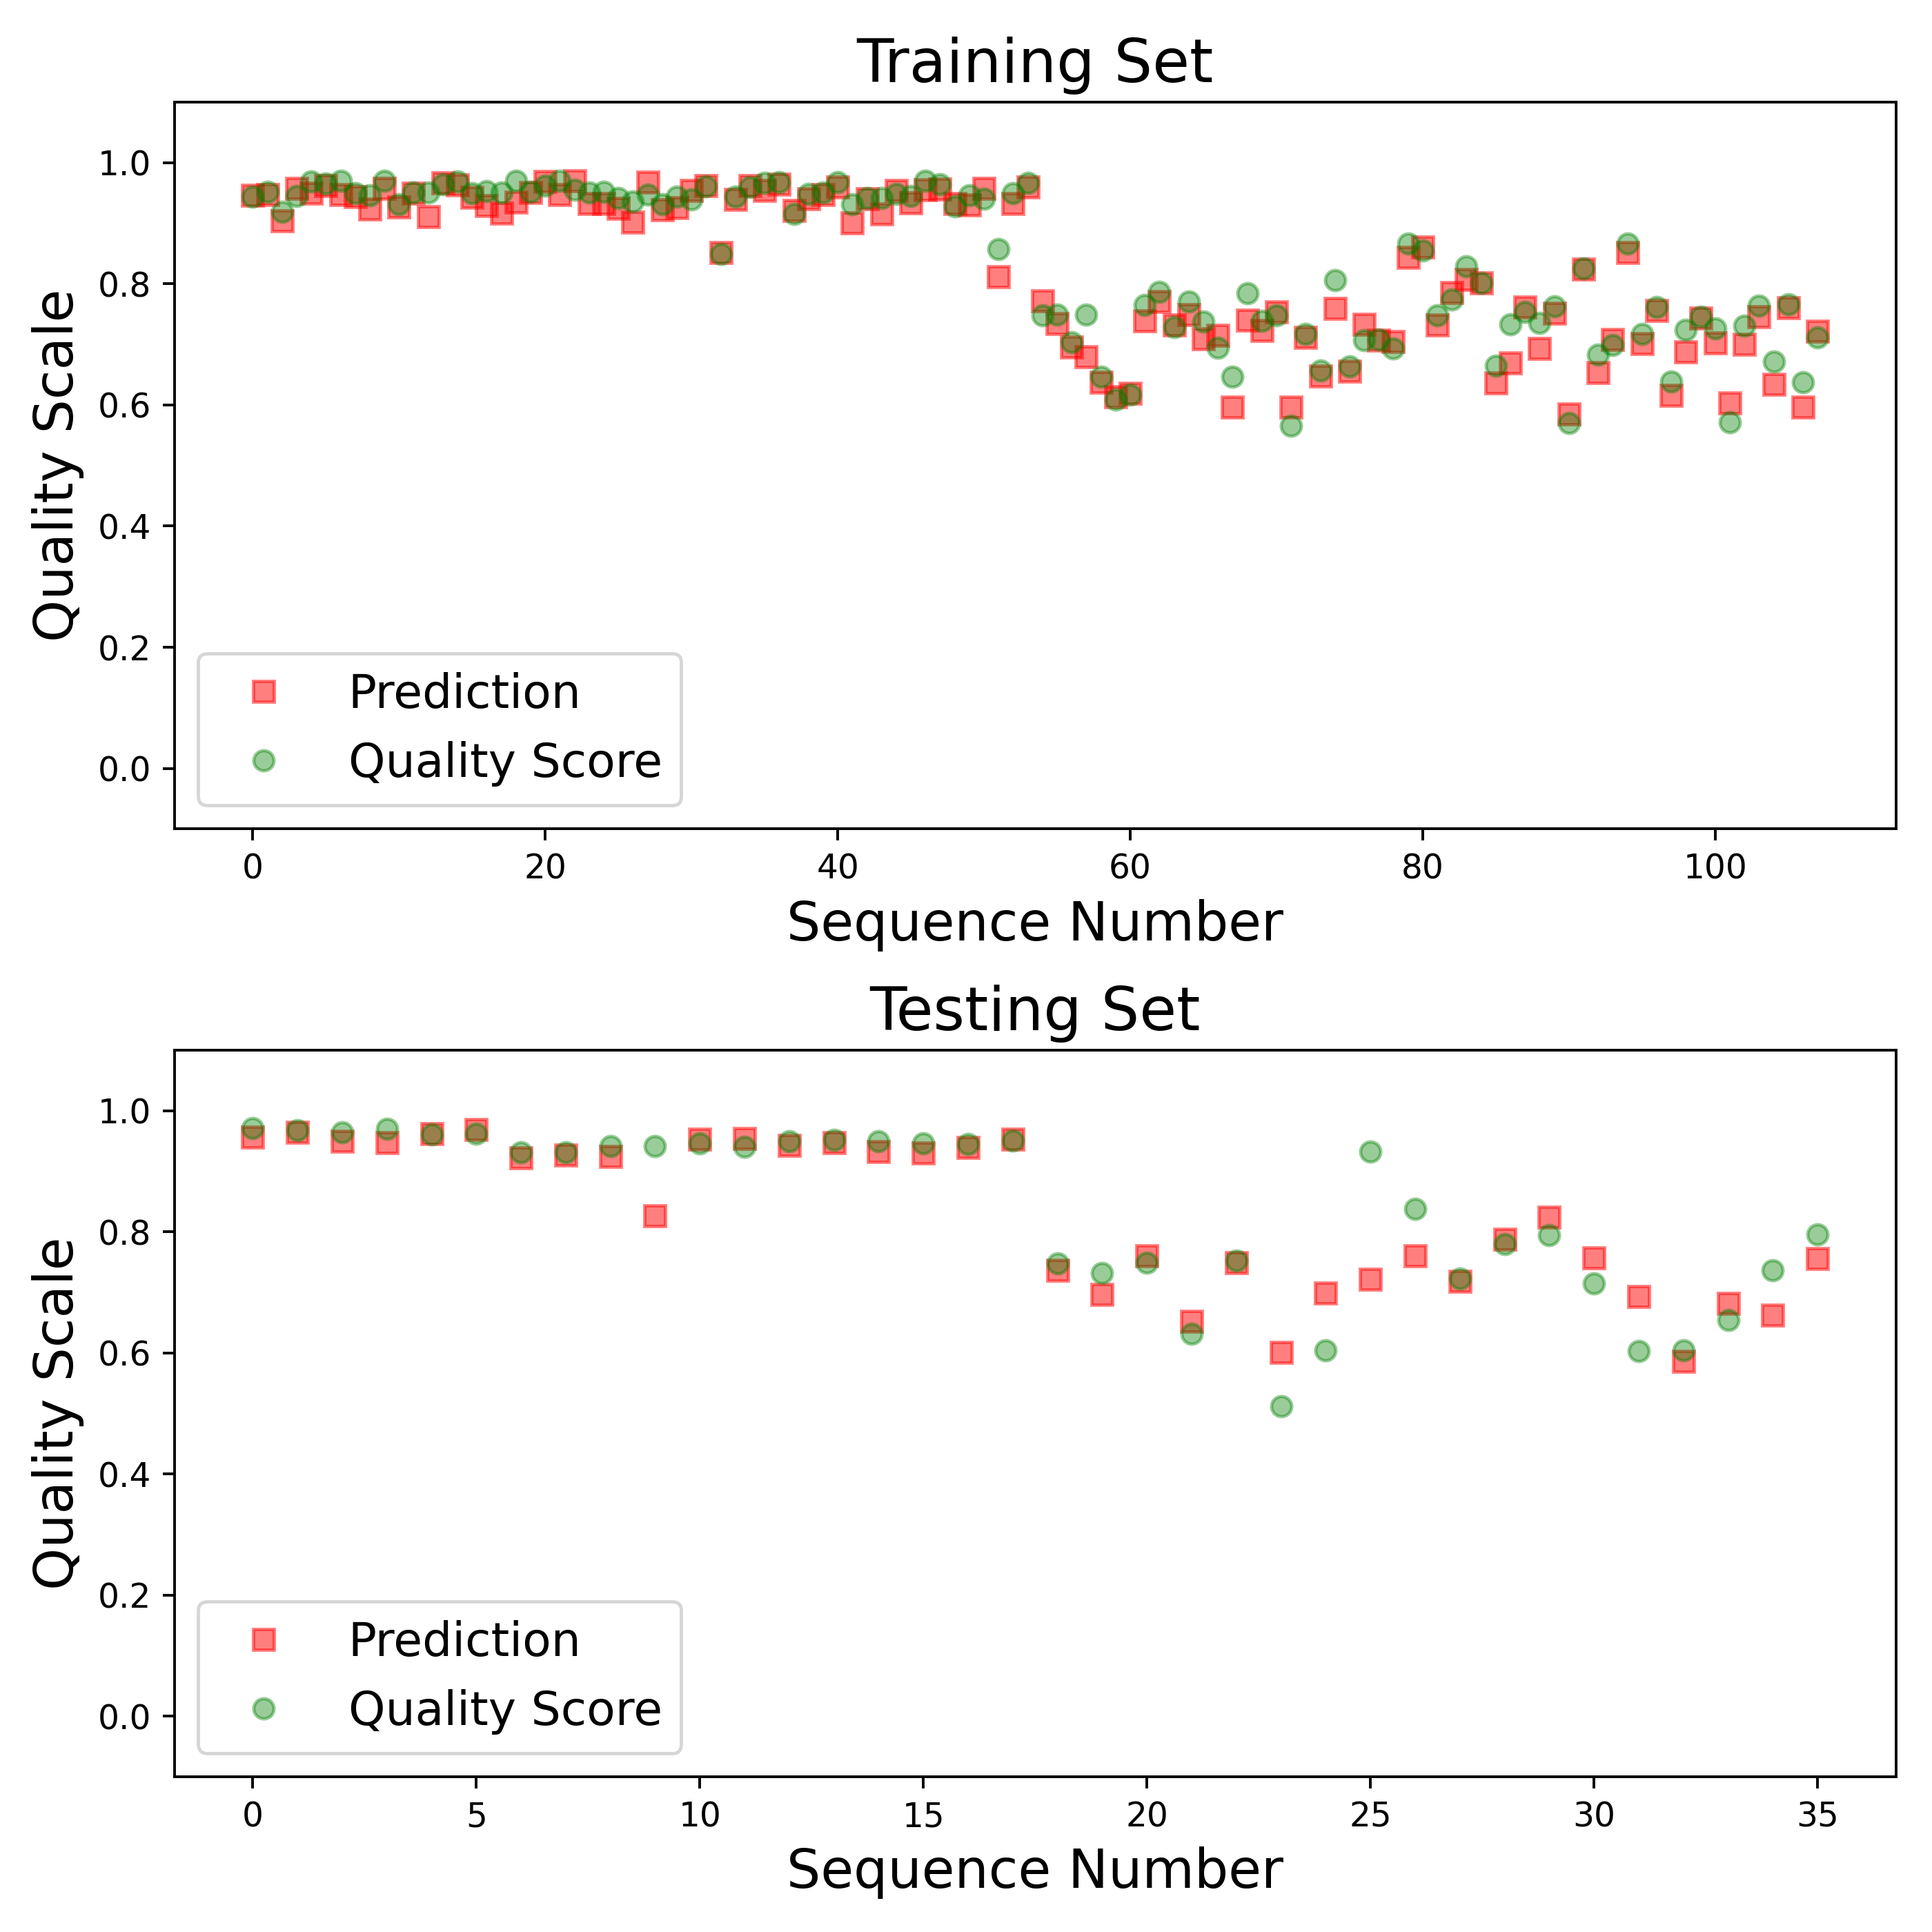 Training Set
Quality Scale
1.0
0.8
0.6
0.4
0.2
0.0
Prediction
Quality Score
0 20 40 60 80 100
Sequence Number
Testing Set
Quality Scale
1.0
0.8
0.6
0.4
0.2
0.0
Prediction
Quality Score
0 5 10 15 20 25 30 35
Sequence Number